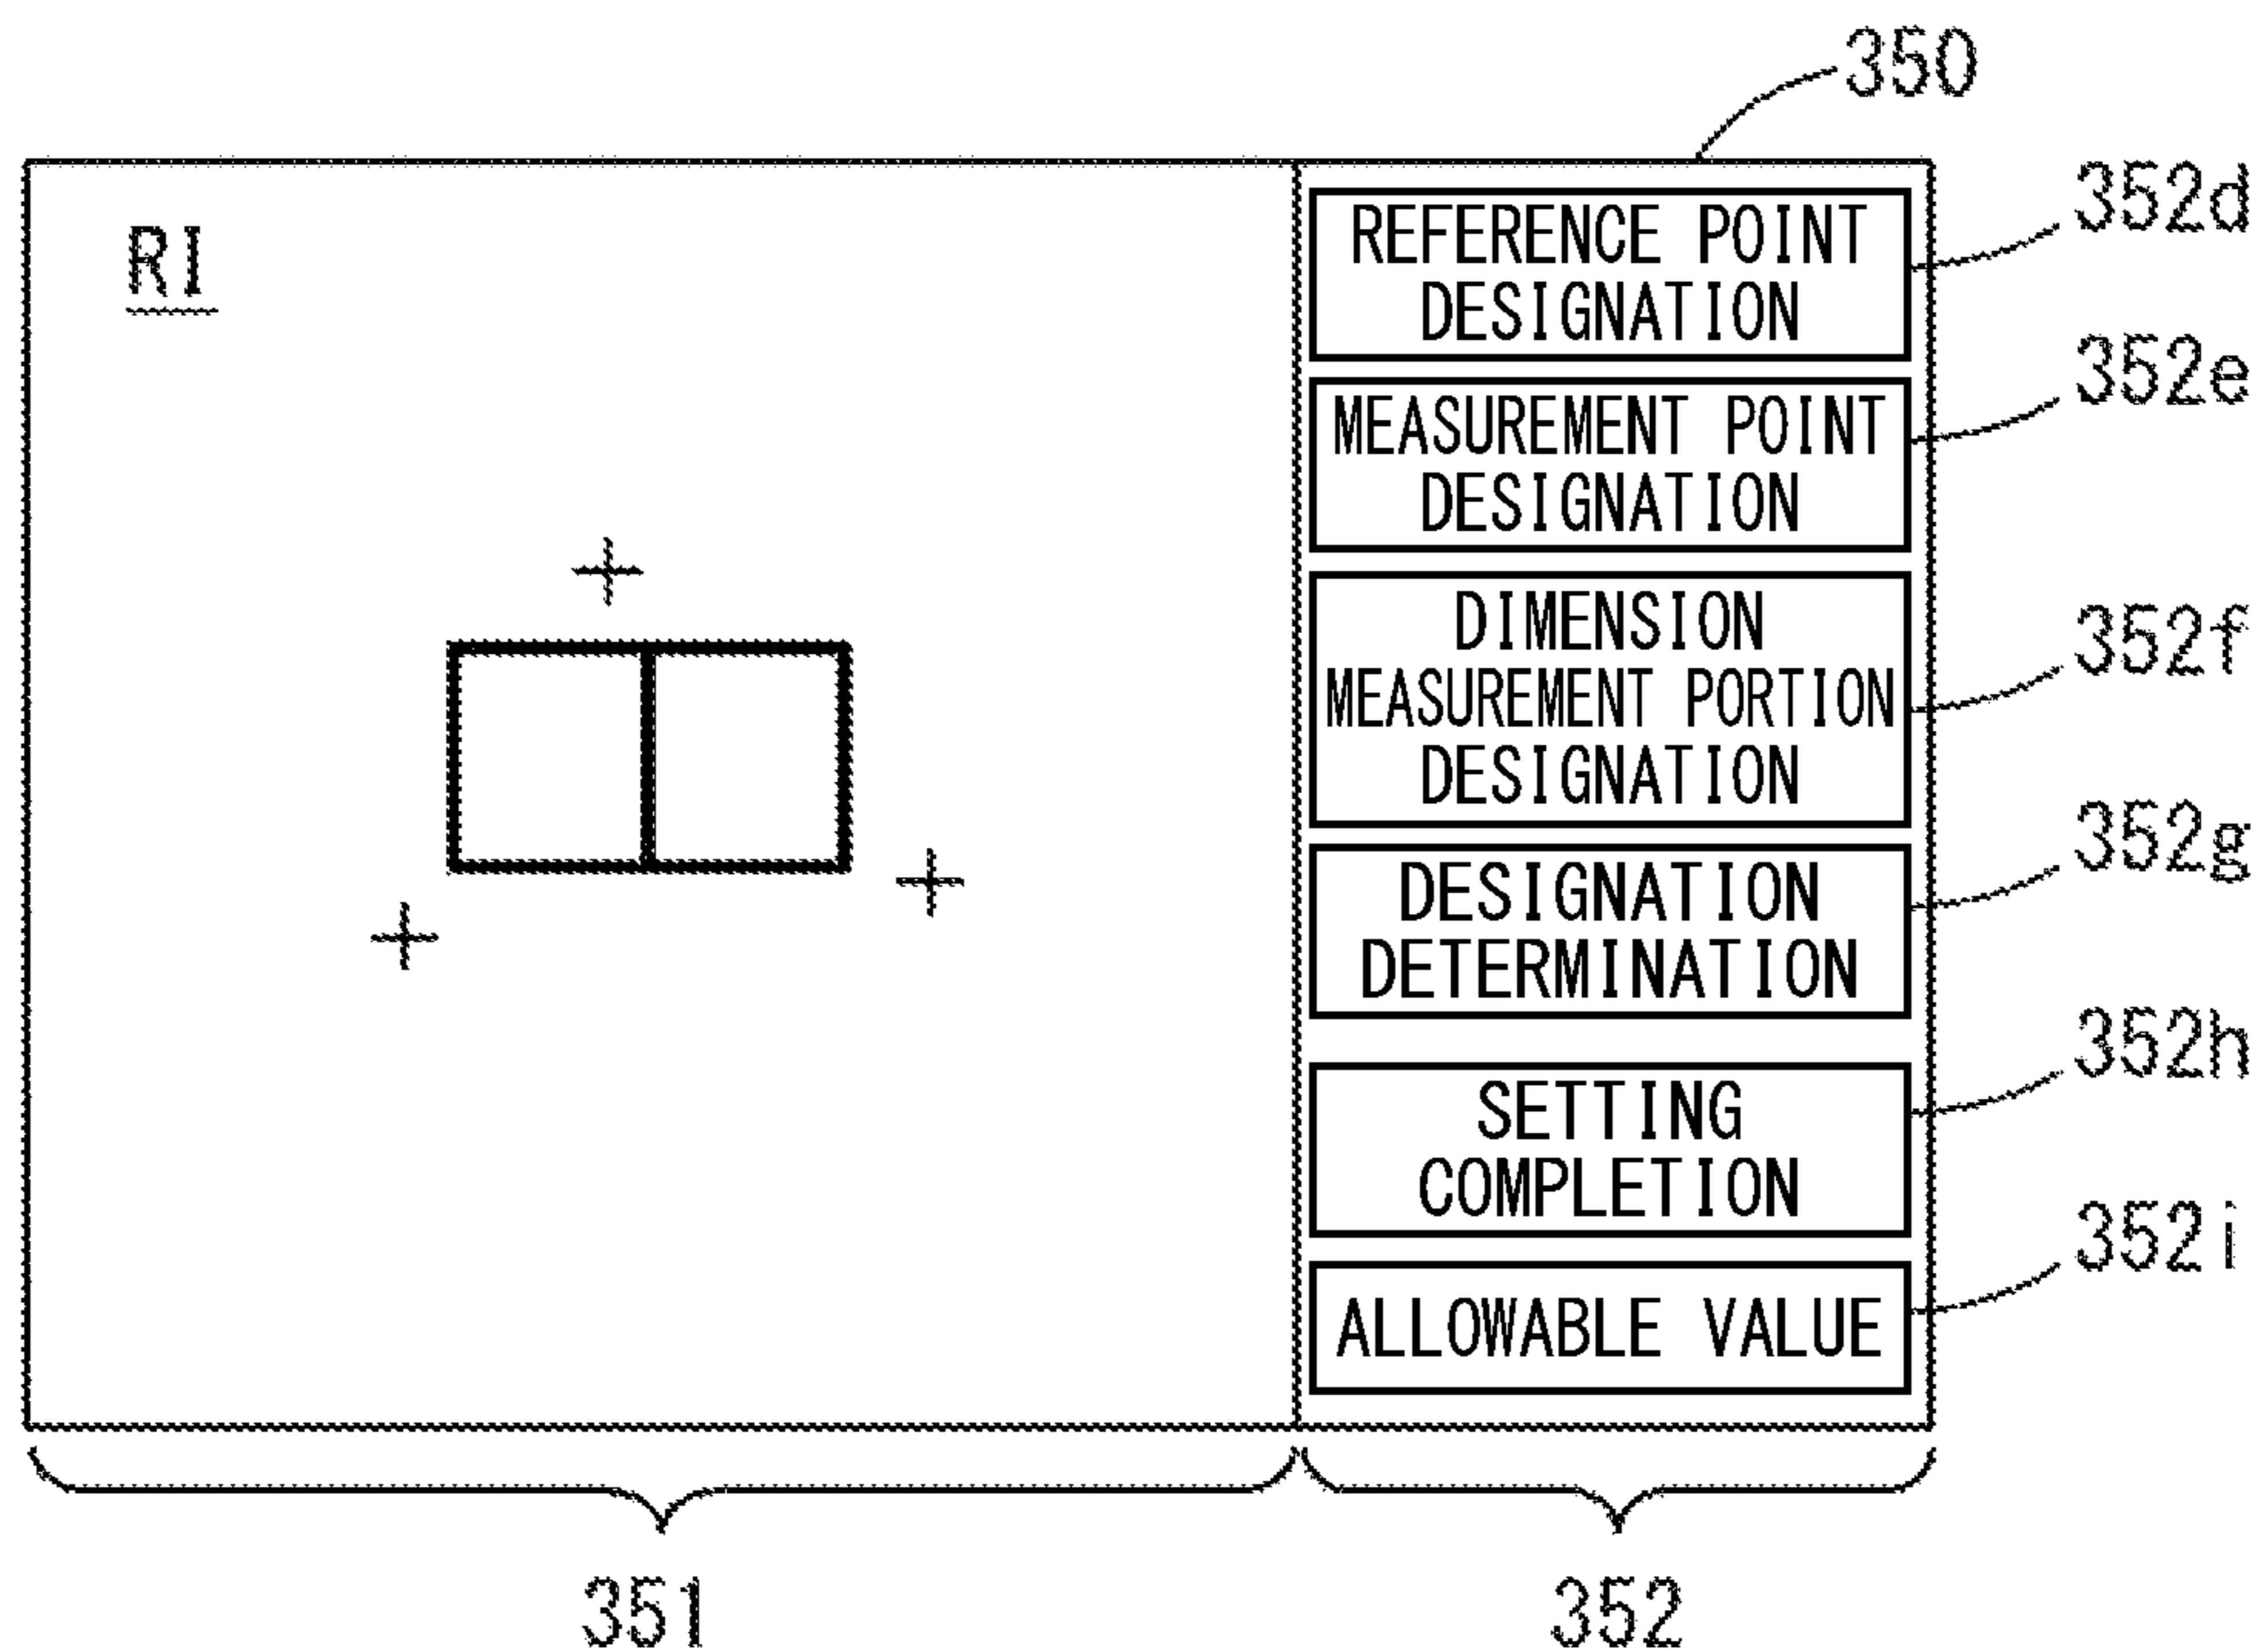 350
RI
REFERENCE POINT
DESIGNATION
352d
MEASUREMENT POINT
DESIGNATION
352e
DIMENSION
MEASUREMENT PORTION
DESIGNATION
352f
DESIGNATION
DETERMINATION
352g
SETTING
COMPLETION
352h
ALLOWABLE VALUE
352i
351
352